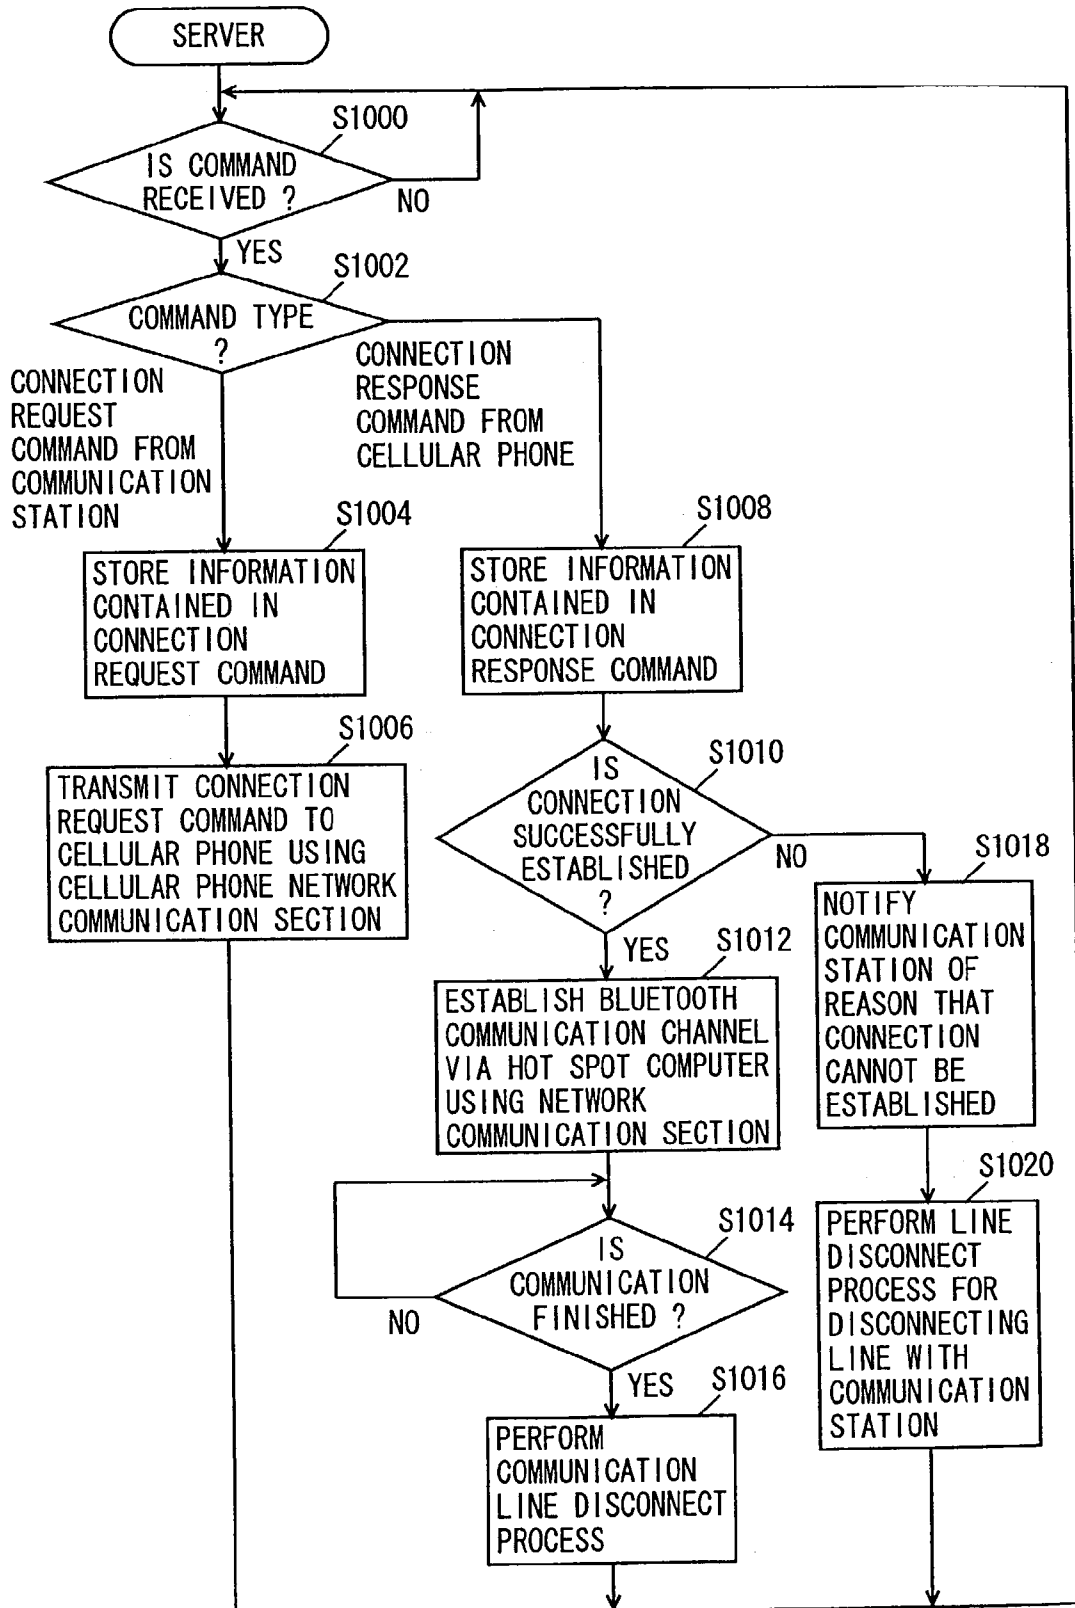 SERVER
S1000
IS COMMAND
RECEIVED ?
NO
YES
S1002
COMMAND TYPE
?
CONNECTION
REQUEST
COMMAND FROM
COMMUNICATION
STATION
CONNECTION
RESPONSE
COMMAND FROM
CELLULAR PHONE
S1004
STORE INFORMATION
CONTAINED IN
CONNECTION
REQUEST COMMAND
S1008
STORE INFORMATION
CONTAINED IN
CONNECTION
RESPONSE COMMAND
S1006
TRANSMIT CONNECTION
REQUEST COMMAND TO
CELLULAR PHONE USING
CELLULAR PHONE NETWORK
COMMUNICATION SECTION
S1010
IS
CONNECTION
SUCCESSFULLY
ESTABLISHED
?
NO
YES
S1018
NOTIFY
COMMUNICATION
STATION OF
REASON THAT
CONNECTION
CANNOT BE
ESTABLISHED
S1012
ESTABLISH BLUETOOTH
COMMUNICATION CHANNEL
VIA HOT SPOT COMPUTER
USING NETWORK
COMMUNICATION SECTION
S1014
IS
COMMUNICATION
FINISHED ?
NO
YES
S1020
PERFORM LINE
DISCONNECT
PROCESS FOR
DISCONNECTING
LINE WITH
COMMUNICATION
STATION
S1016
PERFORM
COMMUNICATION
LINE DISCONNECT
PROCESS